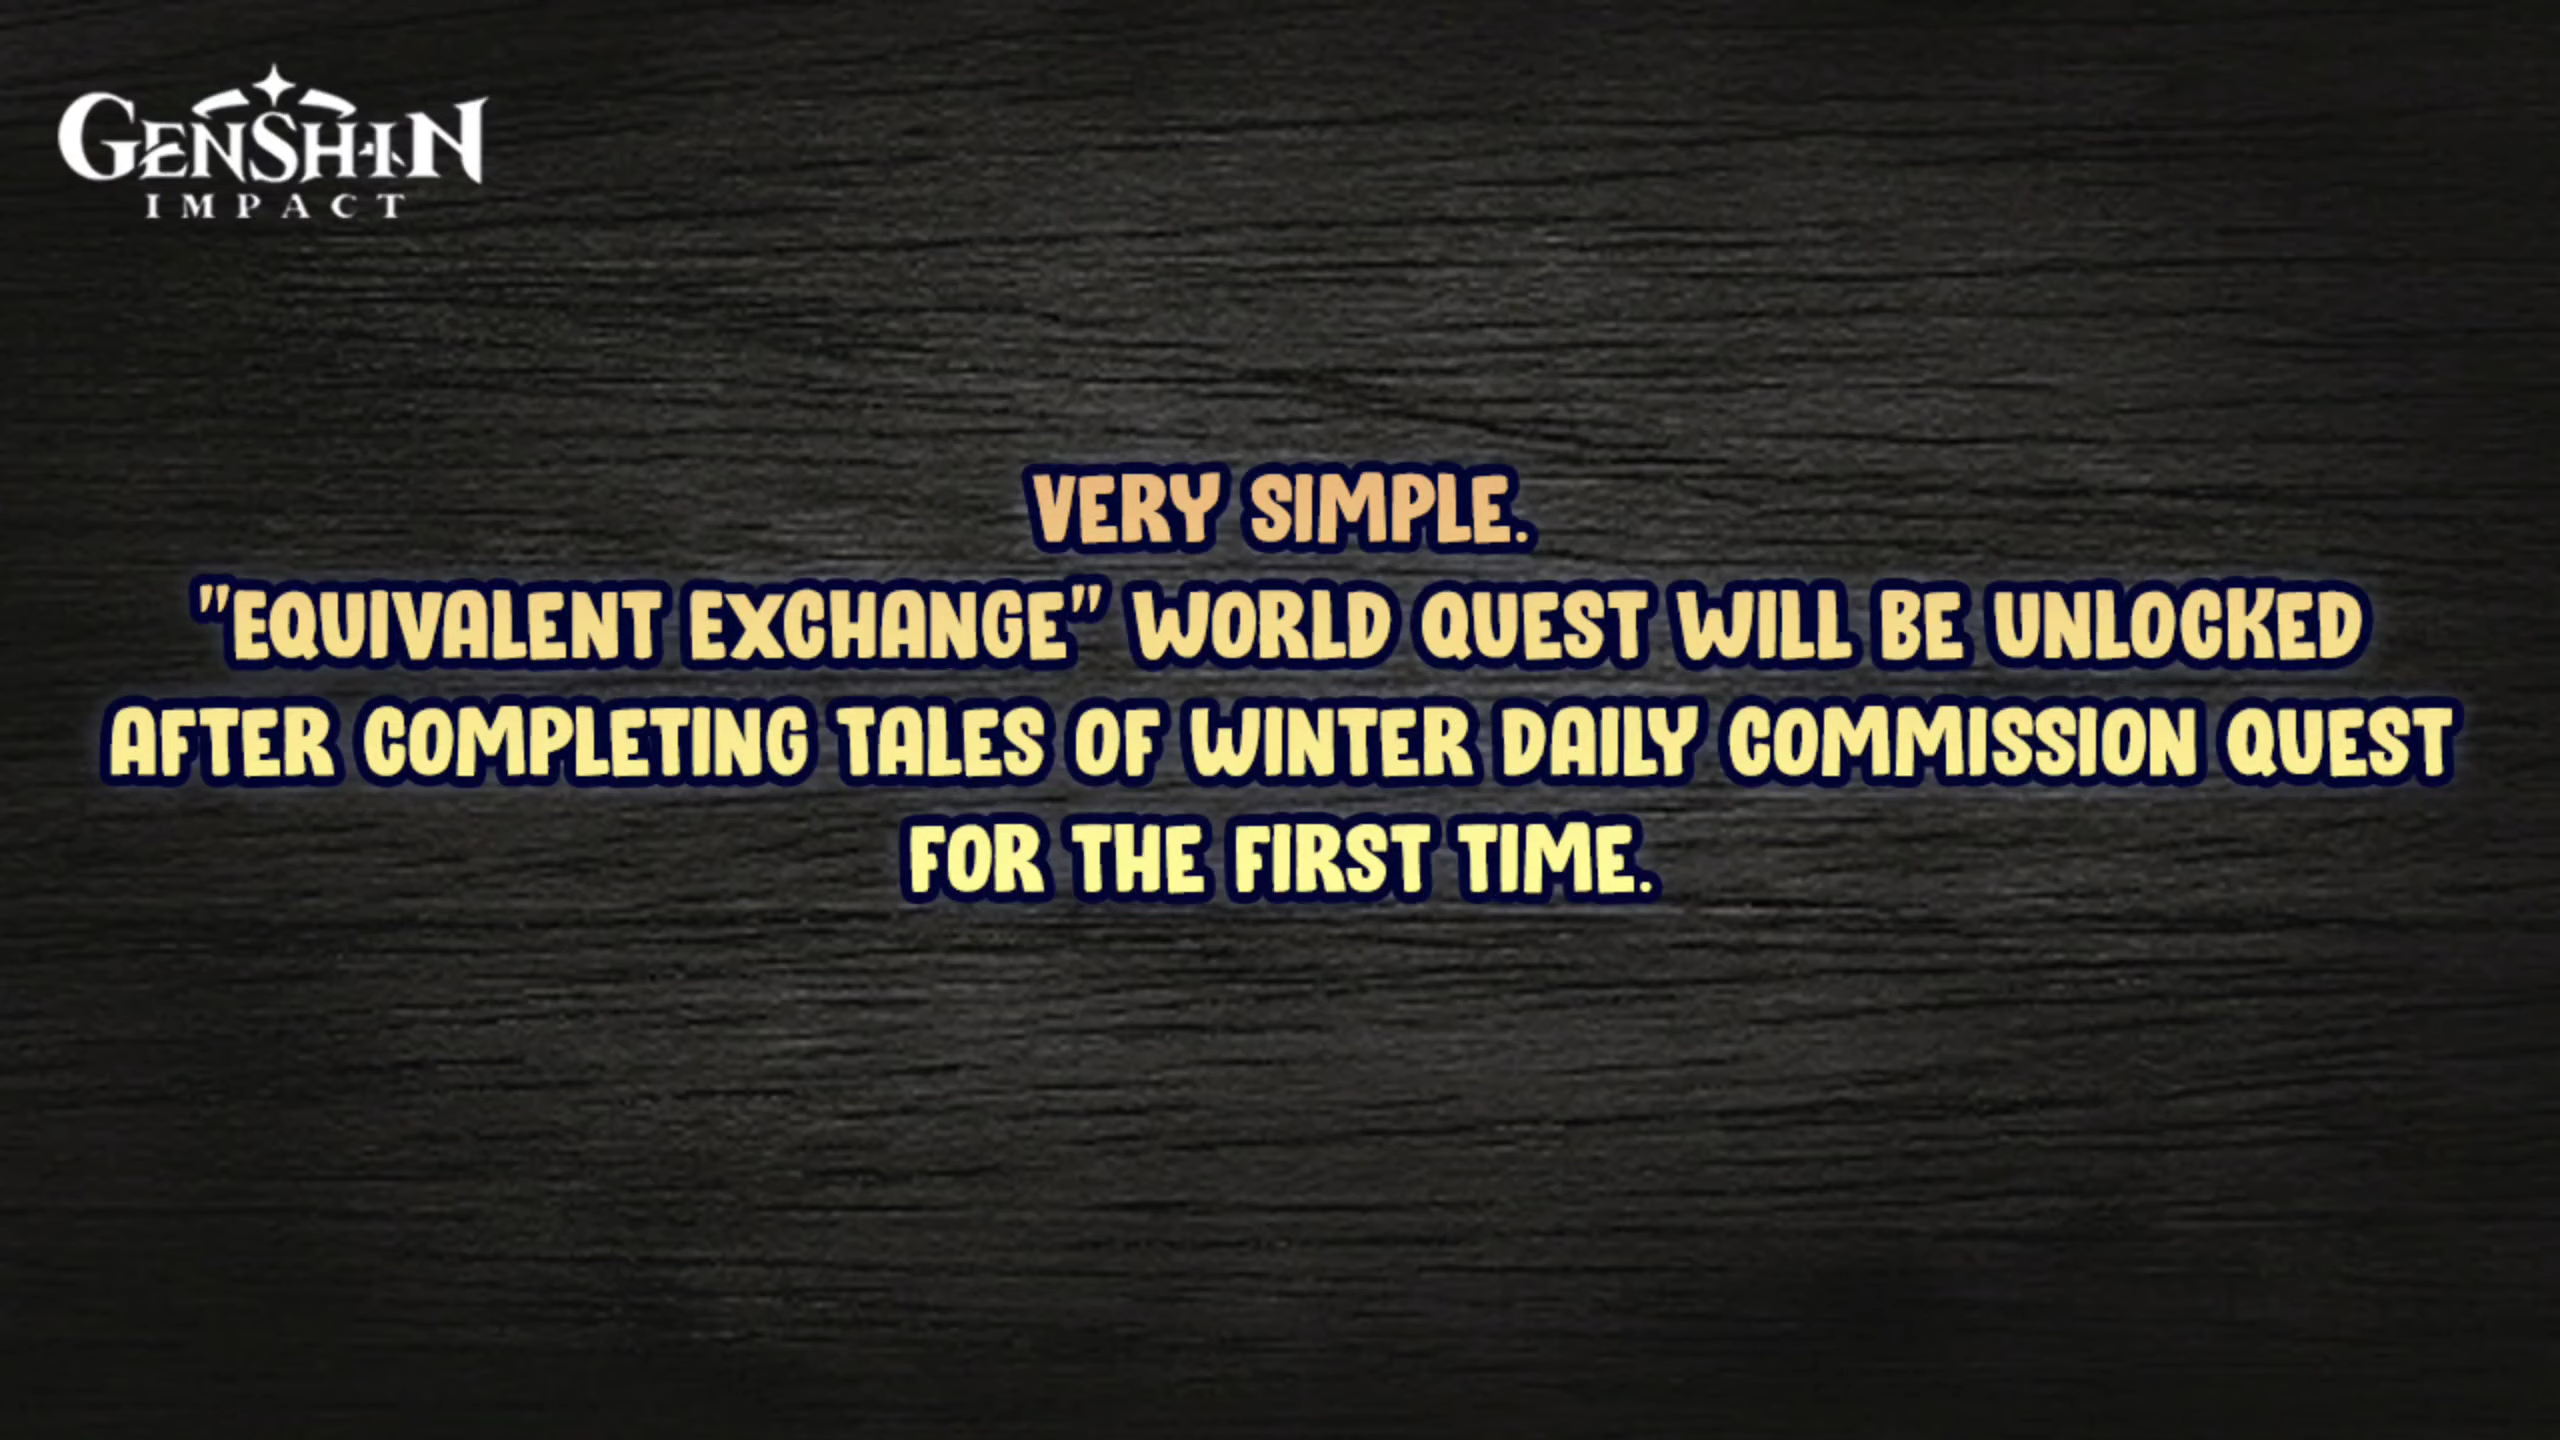 GENSHIN
IMPACT
VERY SIMPLE.
"EQUIVALENT EXCHANGE" WORLD QUEST WILL BE UNLOCKED
AFTER COMPLETING TALES OF WINTER DAILY COMMISSION QUEST
FOR THE FIRST TIME.